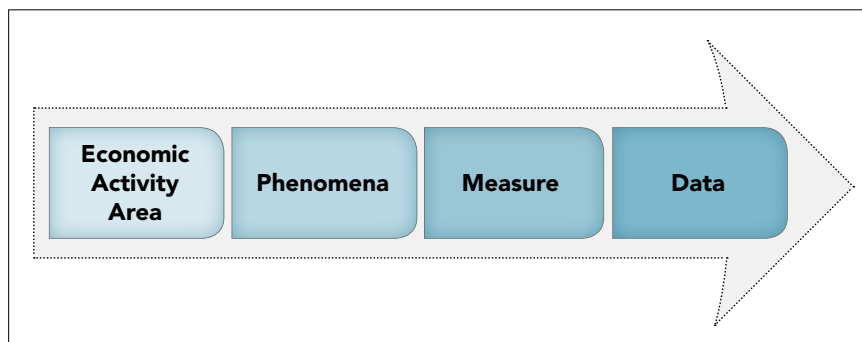 Economic
Activity
Area
Phenomena
Measure
Data